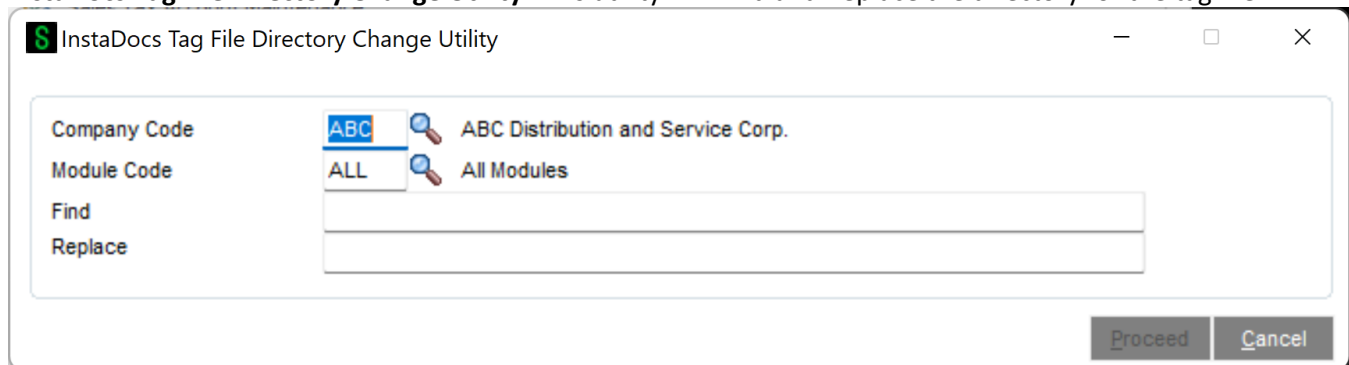 InstaDocs Tag File Directory Change Utility
Company Code ABC ABC Distribution and Service Corp.
Module Code ALL All Modules
Find
Replace
Proceed Cancel